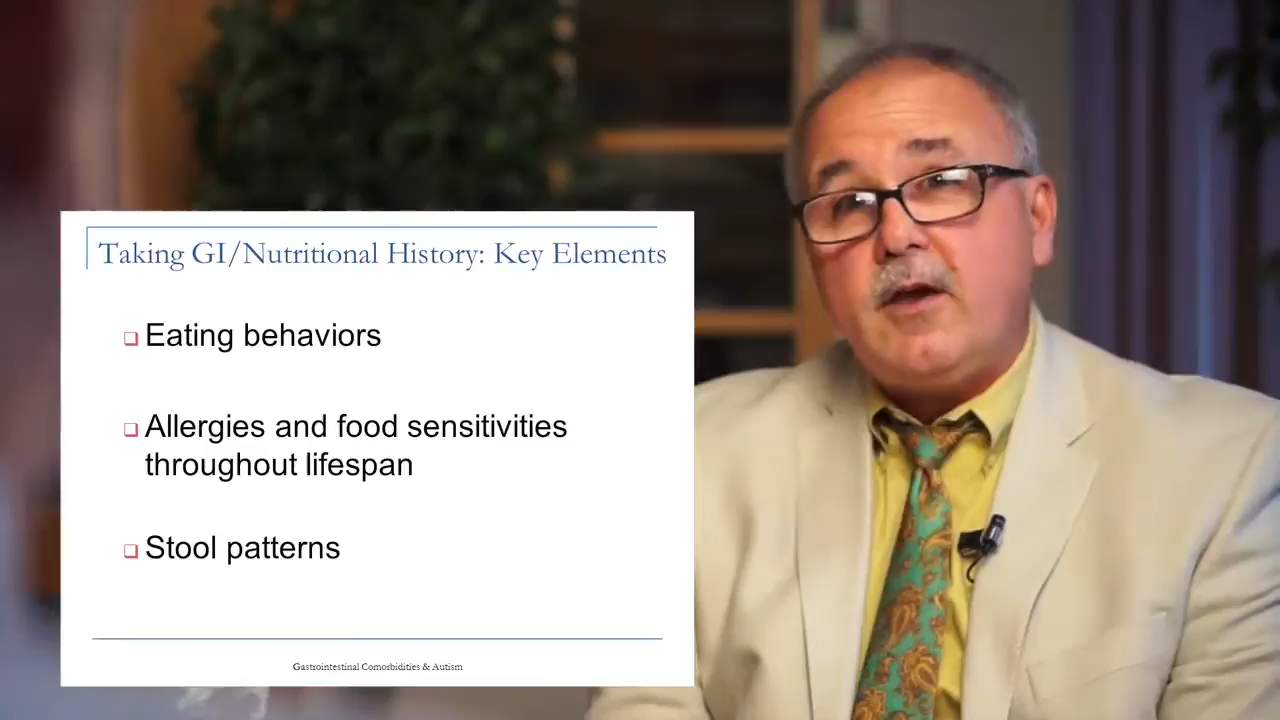 Taking GI/Nutritional History: Key Elements
❑ Eating behaviors
❑ Allergies and food sensitivities
throughout lifespan
❑ Stool patterns
Gastrointestinal Comorbidities & Autism